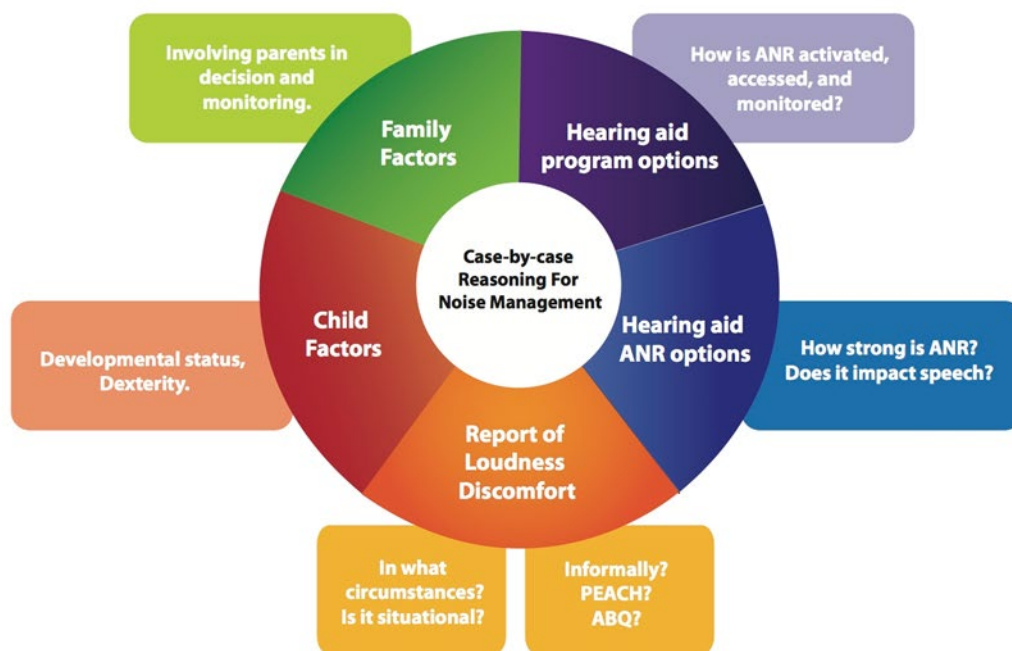 Involving parents in
decision and
monitoring.
How is ANR activated,
accessed, and
monitored?
Family
Factors
Hearing aid
program options
Case-by-case
Reasoning For
Noise Management
Child
Factors
Hearing aid
ANR options
Developmental status,
Dexterity.
How strong is ANR?
Does it impact speech?
Report of
Loudness
Discomfort
In what
circumstances?
Is it situational?
Informally?
PEACH?
ABQ?